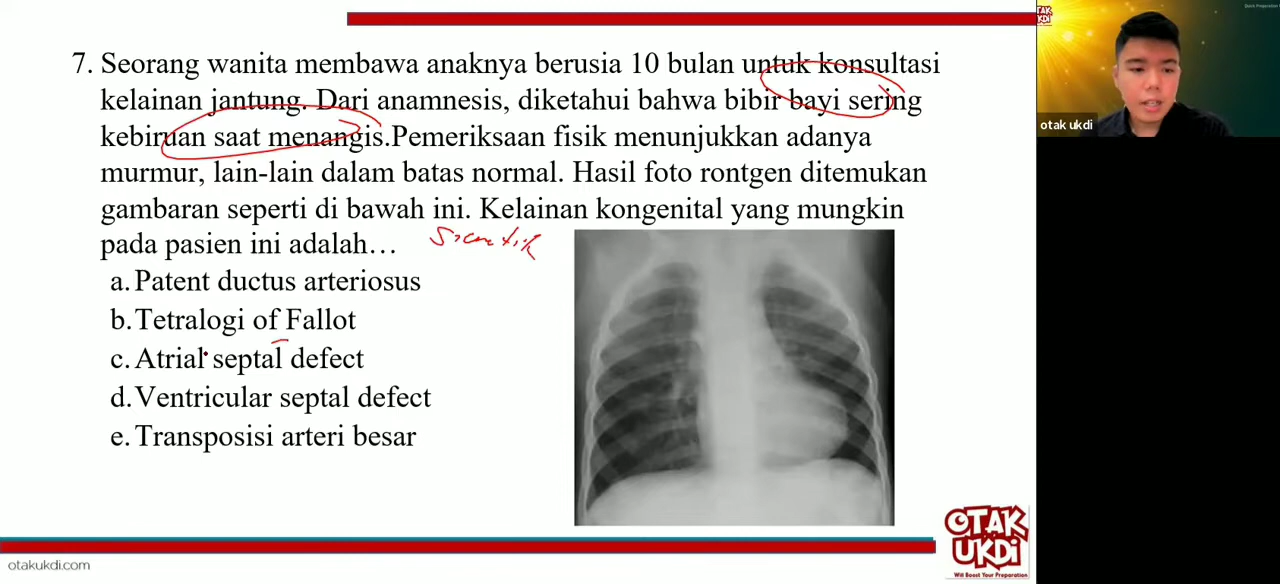 7. Seorang wanita membawa anaknya berusia 10 bulan untuk konsultasi
kelainan jantung. Dari anamnesis, diketahui bahwa bibir bayi sering
kebiruan saat menangis.Pemeriksaan fisik menunjukkan adanya
murmur, lain-lain dalam batas normal. Hasil foto rontgen ditemukan
gambaran seperti di bawah ini. Kelainan kongenital yang mungkin
pada pasien ini adalah…
a. Patent ductus arteriosus
b. Tetralogi of Fallot
c. Atrial septal defect
d. Ventricular septal defect
e. Transposisi arteri besar
otak ukdi
OTAK
UKDi
Will Boost Your Preparation
otakukdi.com